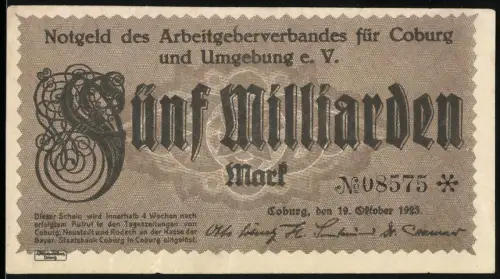 Notgeld des Arbeitgeberverbandes für Coburg
und Umgebung e. V.
Fünf Milliarden
Mark
№ 08575 *
Coburg, den 19. Oktober 1923.
Dieser Schein wird innerhalb 4 Wochen nach
erfolgtem Aufruf in den Tageszeitungen von
Coburg, Neustadt und Rodach an der Kasse der
Bayer. Staatsbank Coburg in Coburg eingelöst.